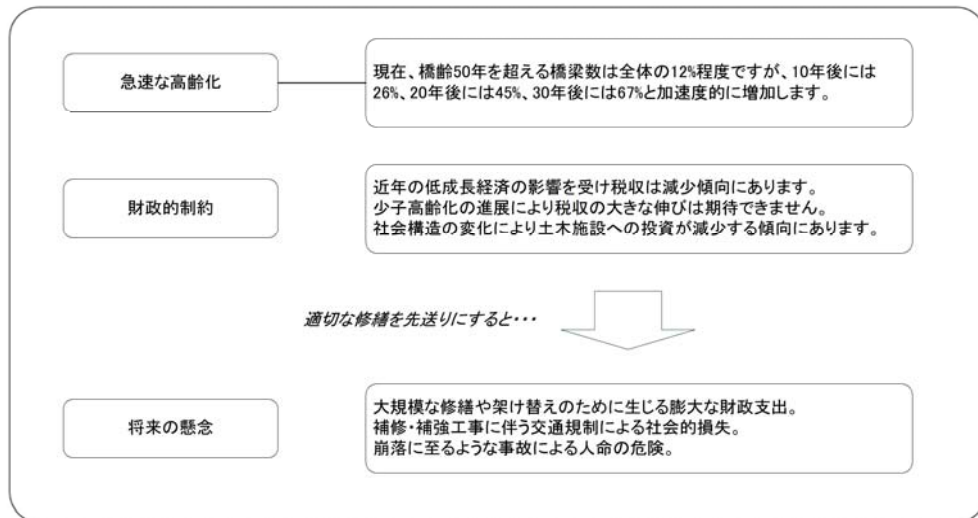 急速な高齢化
現在、橋齢50年を超える橋梁数は全体の12%程度ですが、10年後には
26%、20年後には45%、30年後には67%と加速度的に増加します。
財政的制約
近年の低成長経済の影響を受け税収は減少傾向にあります。
少子高齢化の進展により税収の大きな伸びは期待できません。
社会構造の変化により土木施設への投資が減少する傾向にあります。
適切な修繕を先送りにすると・・・
将来の懸念
大規模な修繕や架け替えのために生じる膨大な財政支出。
補修・補強工事に伴う交通規制による社会的損失。
崩落に至るような事故による人命の危険。